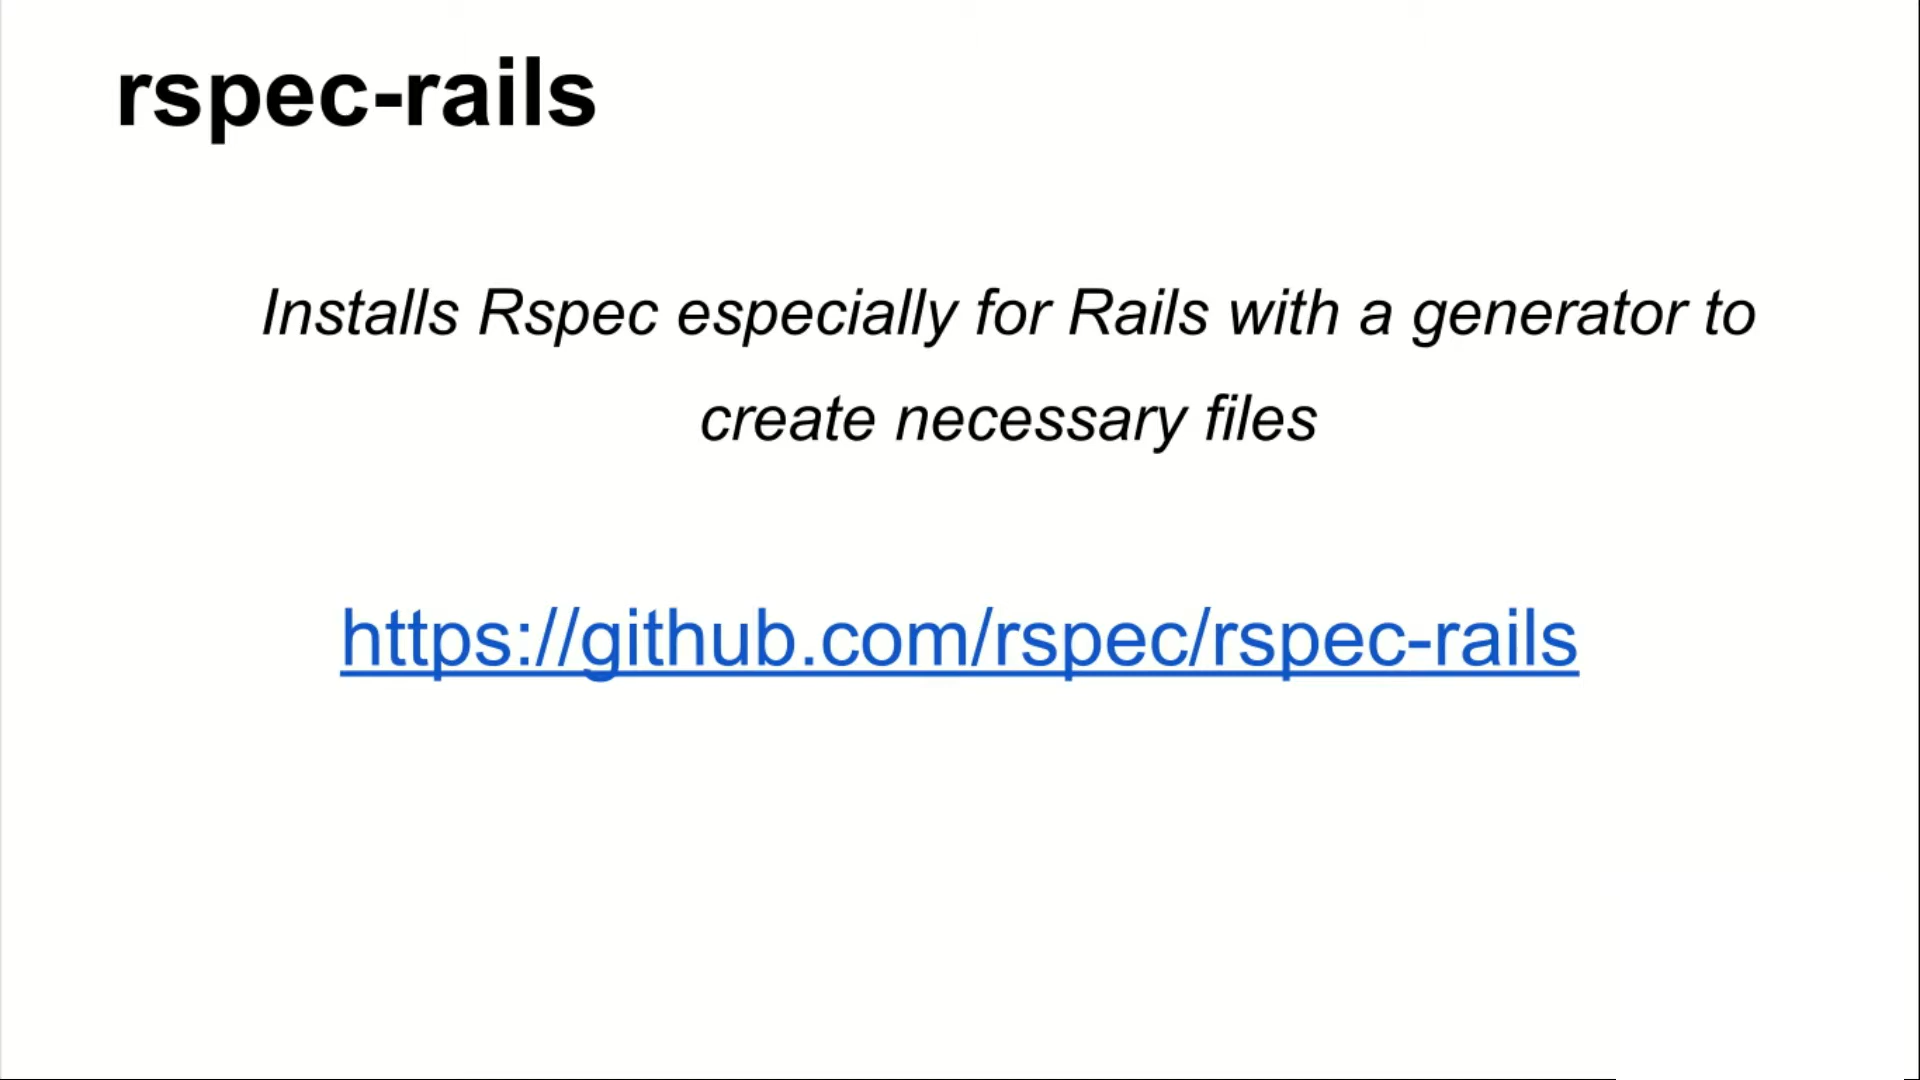 rspec-rails
Installs Rspec especially for Rails with a generator to
create necessary files
https://github.com/rspec/rspec-rails